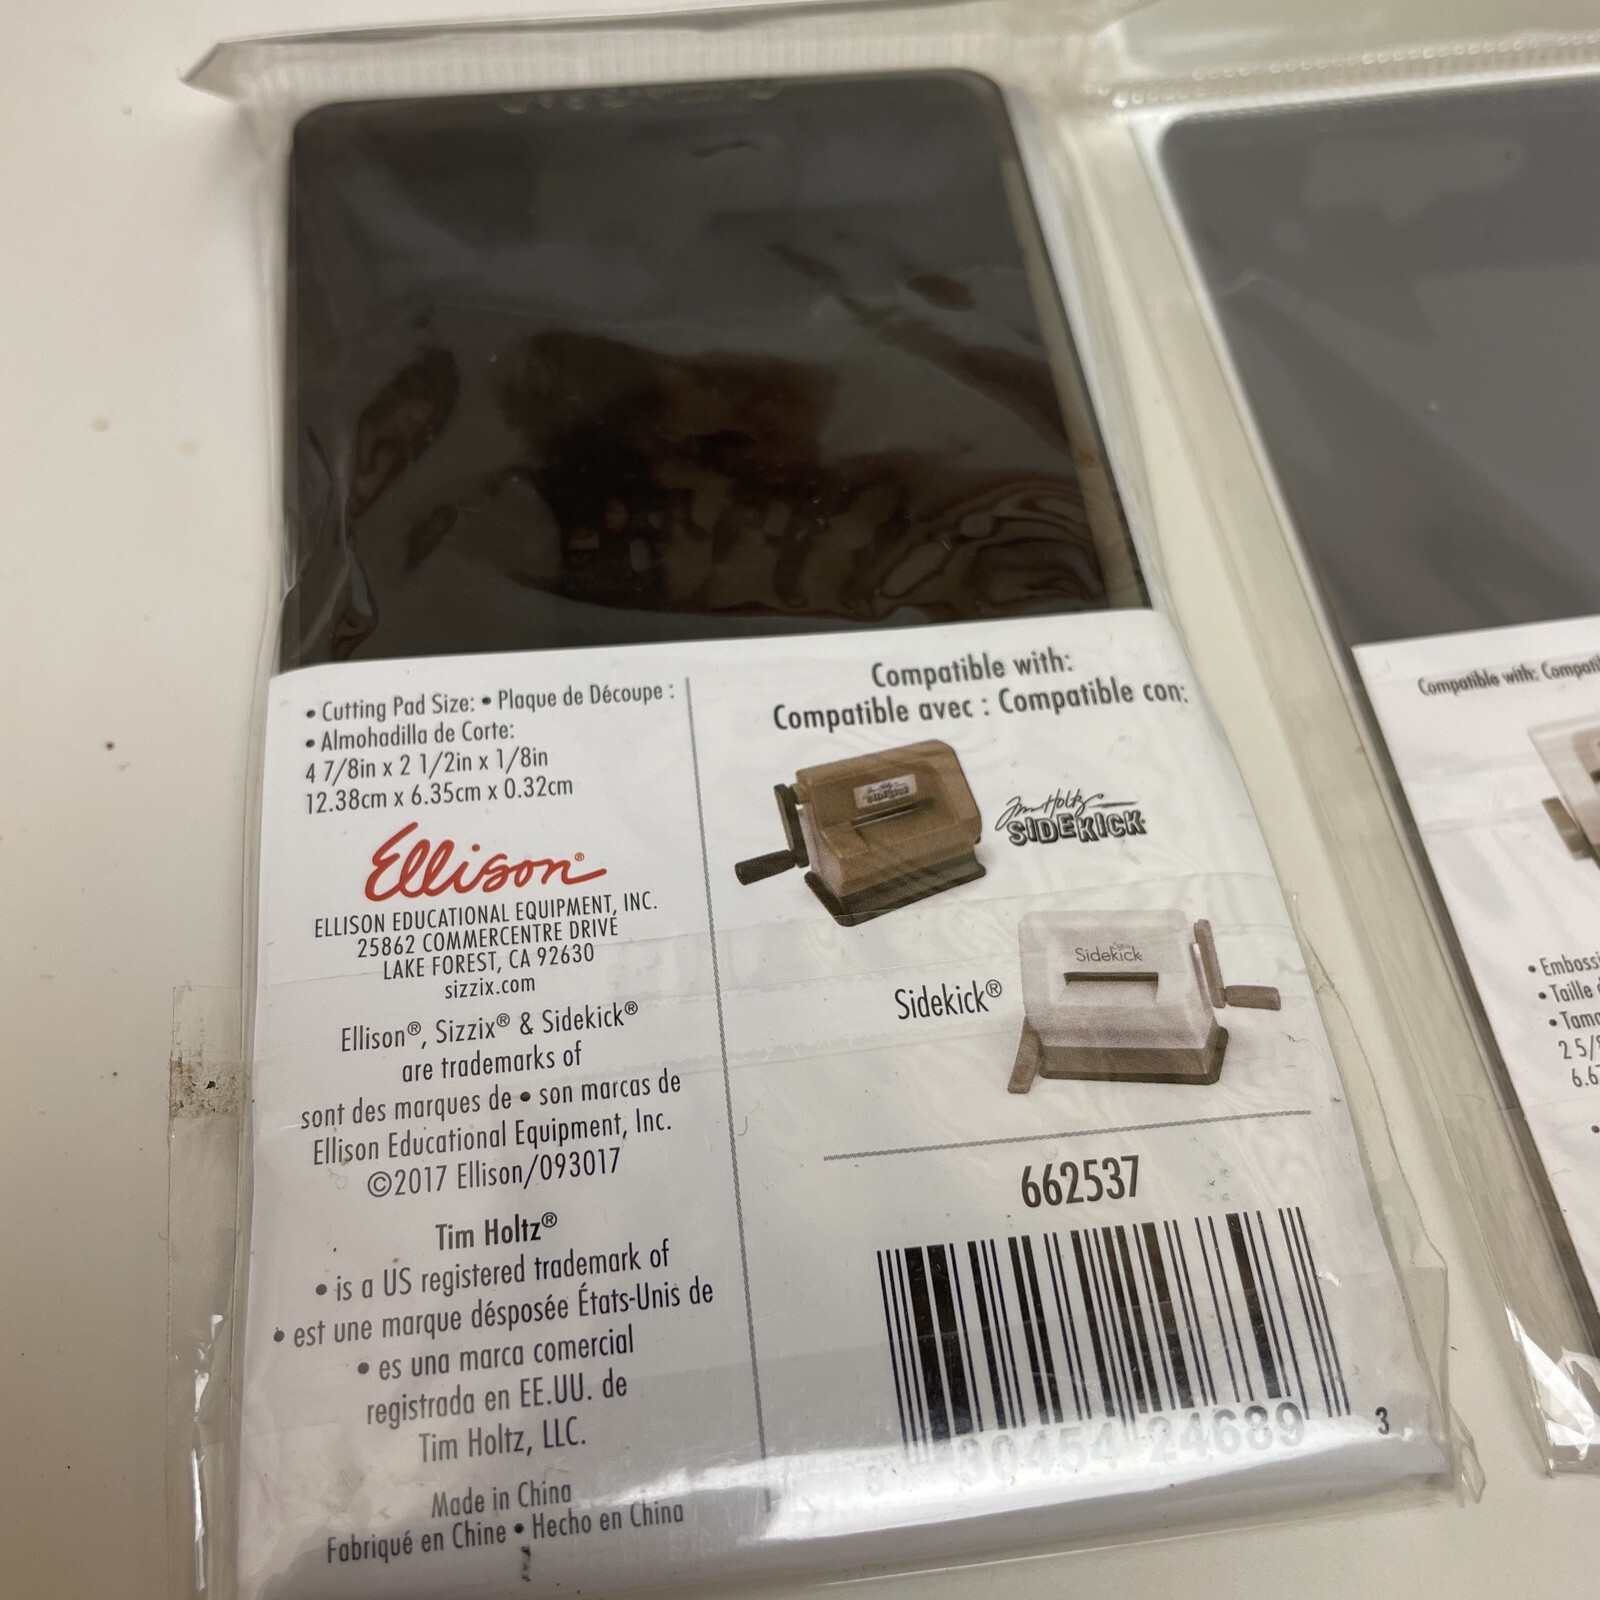 • Cutting Pad Size: • Plaque de Découpe :
• Almohadilla de Corte:
4 7/8in x 2 1/2in x 1/8in
12.38cm x 6.35cm x 0.32cm
Ellison®
ELLISON EDUCATIONAL EQUIPMENT, INC.
25862 COMMERCENTRE DRIVE
LAKE FOREST, CA 92630
sizzix.com
Ellison®, Sizzix® & Sidekick®
are trademarks of
sont des marques de • son marcas de
Ellison Educational Equipment, Inc.
©2017 Ellison/093017
Tim Holtz®
• is a US registered trademark of
• est une marque désposée États-Unis de
• es una marca comercial
registrada en EE.UU. de
Tim Holtz, LLC.
Made in China
Fabriqué en Chine • Hecho en China
Compatible with:
Compatible avec : Compatible con:
Tim Holtz
SIDEKICK
Sidekick
Sidekick®
662537
6 30454 24689 3
Compatible with:
• Emboss
• Taille